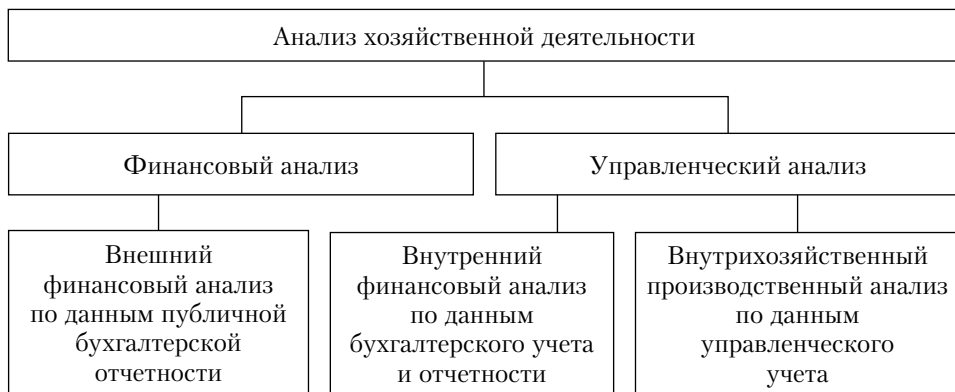 Анализ хозяйственной деятельности
Финансовый анализ
Управленческий анализ
Внешний
финансовый анализ
по данным публичной
бухгалтерской
отчетности
Внутренний
финансовый анализ
по данным
бухгалтерского учета
и отчетности
Внутрихозяйственный
производственный анализ
по данным
управленческого
учета